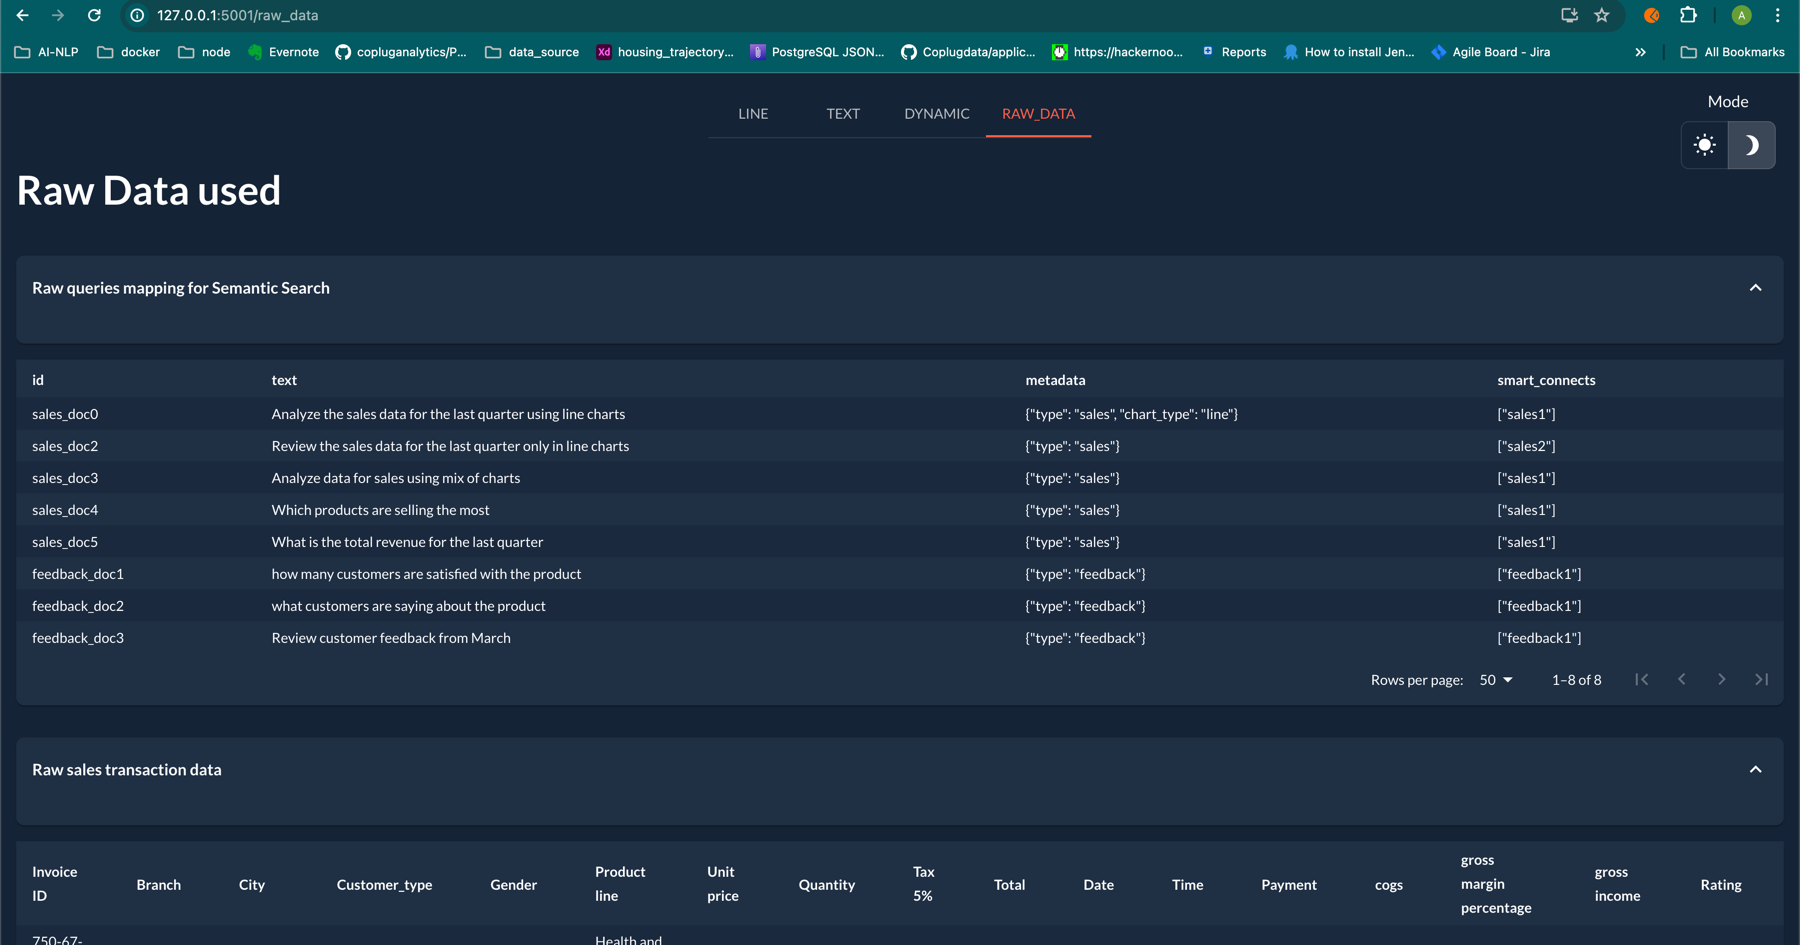 127.0.0.1:5001/raw_data
A
AI-NLP docker node Evernote copluganalytics/P... data_source Xd housing_trajectory... PostgreSQL JSON... Coplugdata/applic... https://hackernoo... Reports How to install Jen... Agile Board - Jira » All Bookmarks
LINE TEXT DYNAMIC RAW_DATA
Mode
Raw Data used
Raw queries mapping for Semantic Search
id text metadata smart_connects
sales_doc0 Analyze the sales data for the last quarter using line charts {"type": "sales", "chart_type": "line"} ["sales1"]
sales_doc2 Review the sales data for the last quarter only in line charts {"type": "sales"} ["sales2"]
sales_doc3 Analyze data for sales using mix of charts {"type": "sales"} ["sales1"]
sales_doc4 Which products are selling the most {"type": "sales"} ["sales1"]
sales_doc5 What is the total revenue for the last quarter {"type": "sales"} ["sales1"]
feedback_doc1 how many customers are satisfied with the product {"type": "feedback"} ["feedback1"]
feedback_doc2 what customers are saying about the product {"type": "feedback"} ["feedback1"]
feedback_doc3 Review customer feedback from March {"type": "feedback"} ["feedback1"]
Rows per page: 50 1–8 of 8
Raw sales transaction data
Invoice ID Branch City Customer_type Gender Product line Unit price Quantity Tax 5% Total Date Time Payment cogs gross margin percentage gross income Rating
750-67- Health and